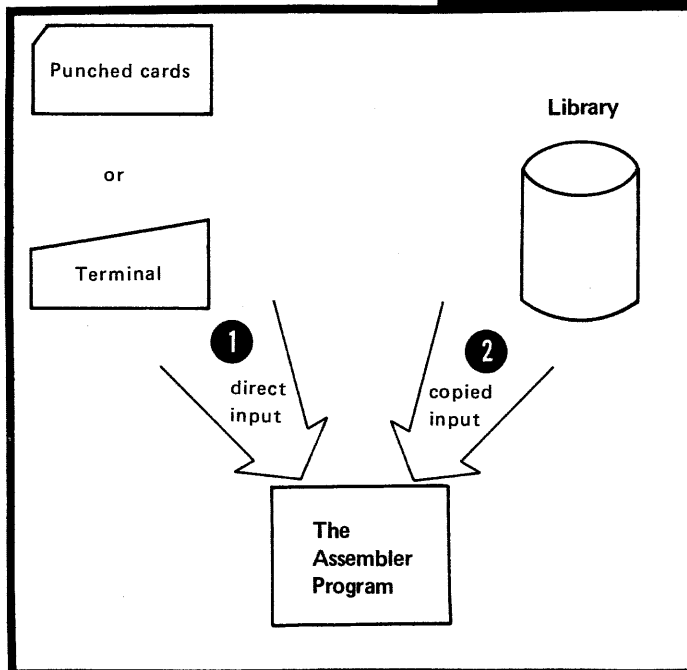 Punched cards
or
Terminal
Library
1
direct
input
2
copied
input
The
Assembler
Program